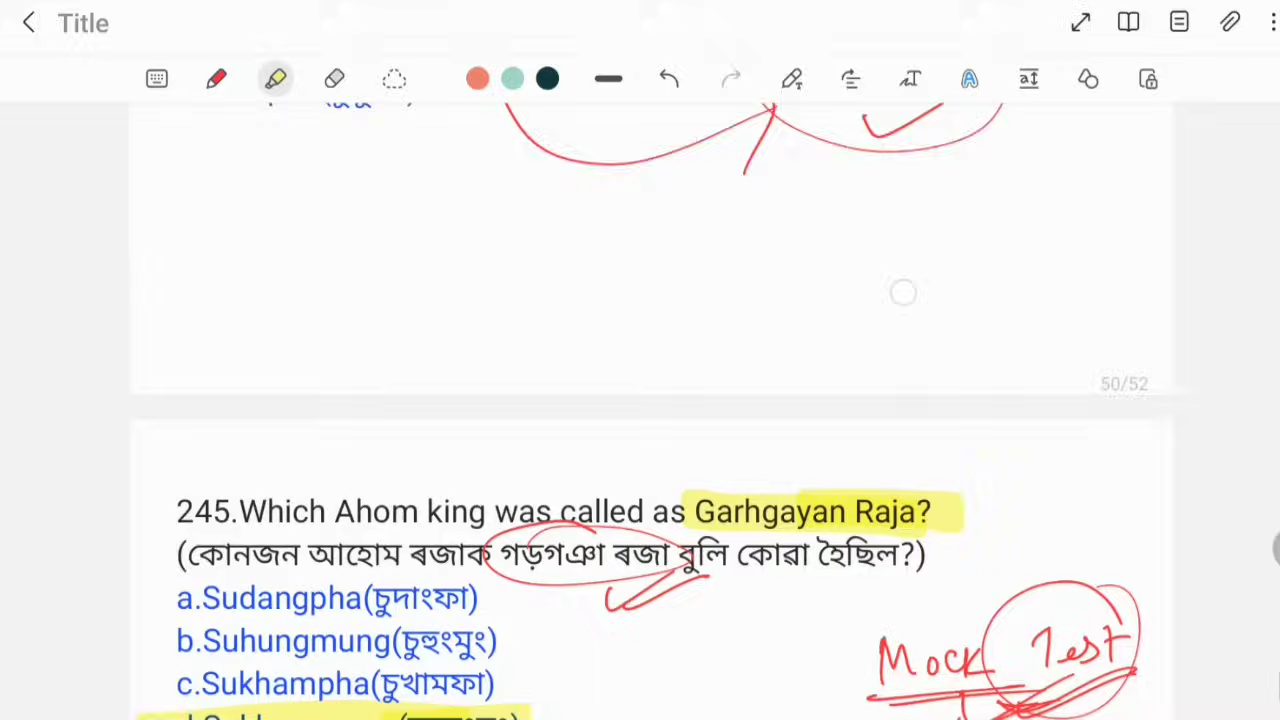 Title
50/52
245.Which Ahom king was called as Garhgayan Raja?
(কোনজন আহোম ৰজাক গড়গঞা ৰজা বুলি কোৱা হৈছিল?)
a.Sudangpha(চুদাংফা)
b.Suhungmung(চুহুংমুং)
c.Sukhampha(চুখামফা)
Mock Test